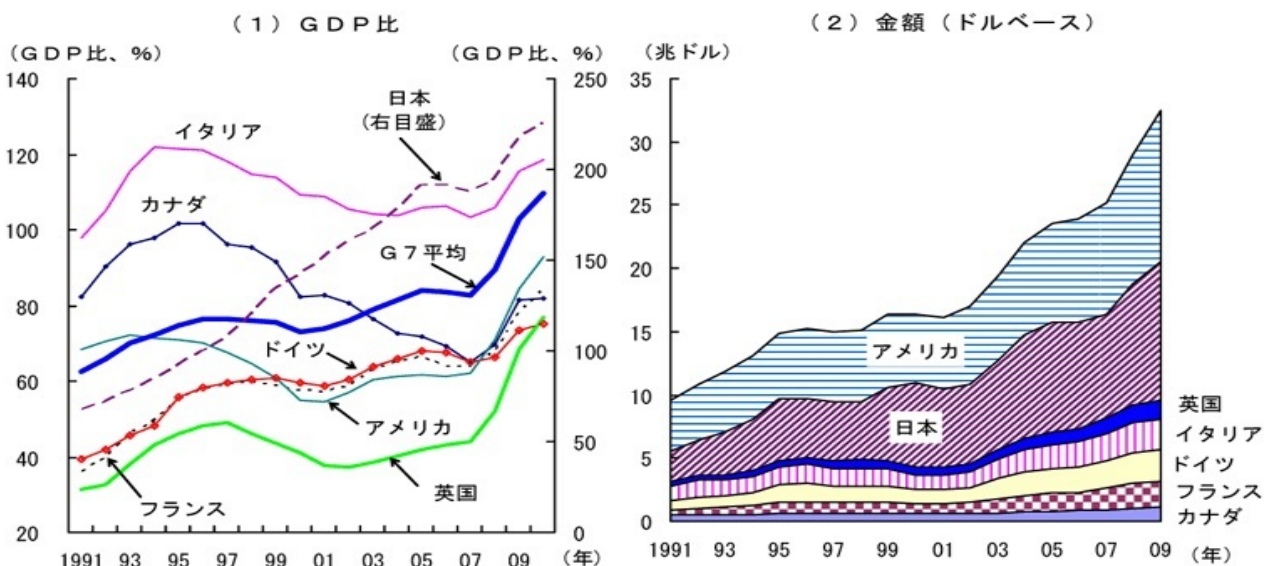 （１）ＧＤＰ比
（ＧＤＰ比、％）
（ＧＤＰ比、％）
140
120
100
80
60
40
20
250
200
150
100
50
0
イタリア
日本
（右目盛）
カナダ
Ｇ７平均
ドイツ
アメリカ
フランス
英国
1991 93 95 97 99 01 03 05 07 09 （年）
（２）金額（ドルベース）
（兆ドル）
35
30
25
20
15
10
5
0
アメリカ
日本
英国
イタリア
ドイツ
フランス
カナダ
1991 93 95 97 99 01 03 05 07 09 （年）